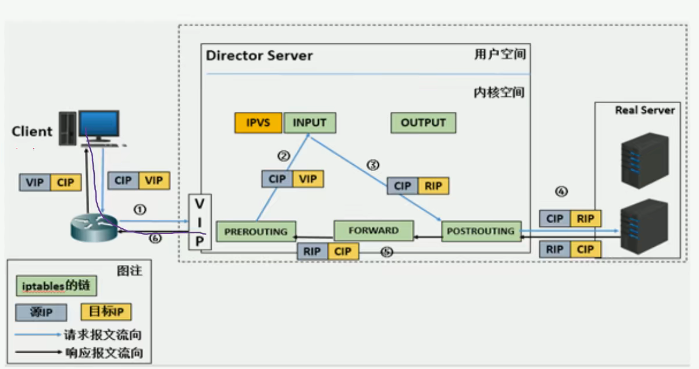 Director Server
用户空间
内核空间
Real Server
Client
IPVS
INPUT
OUTPUT
②
③
CIP VIP
CIP RIP
VIP CIP
CIP VIP
①
④
CIP RIP
VIP
PREROUTING
FORWARD
POSTROUTING
⑥
RIP CIP
⑤
RIP CIP
图注
iptables的链
源IP
目标IP
请求报文流向
响应报文流向